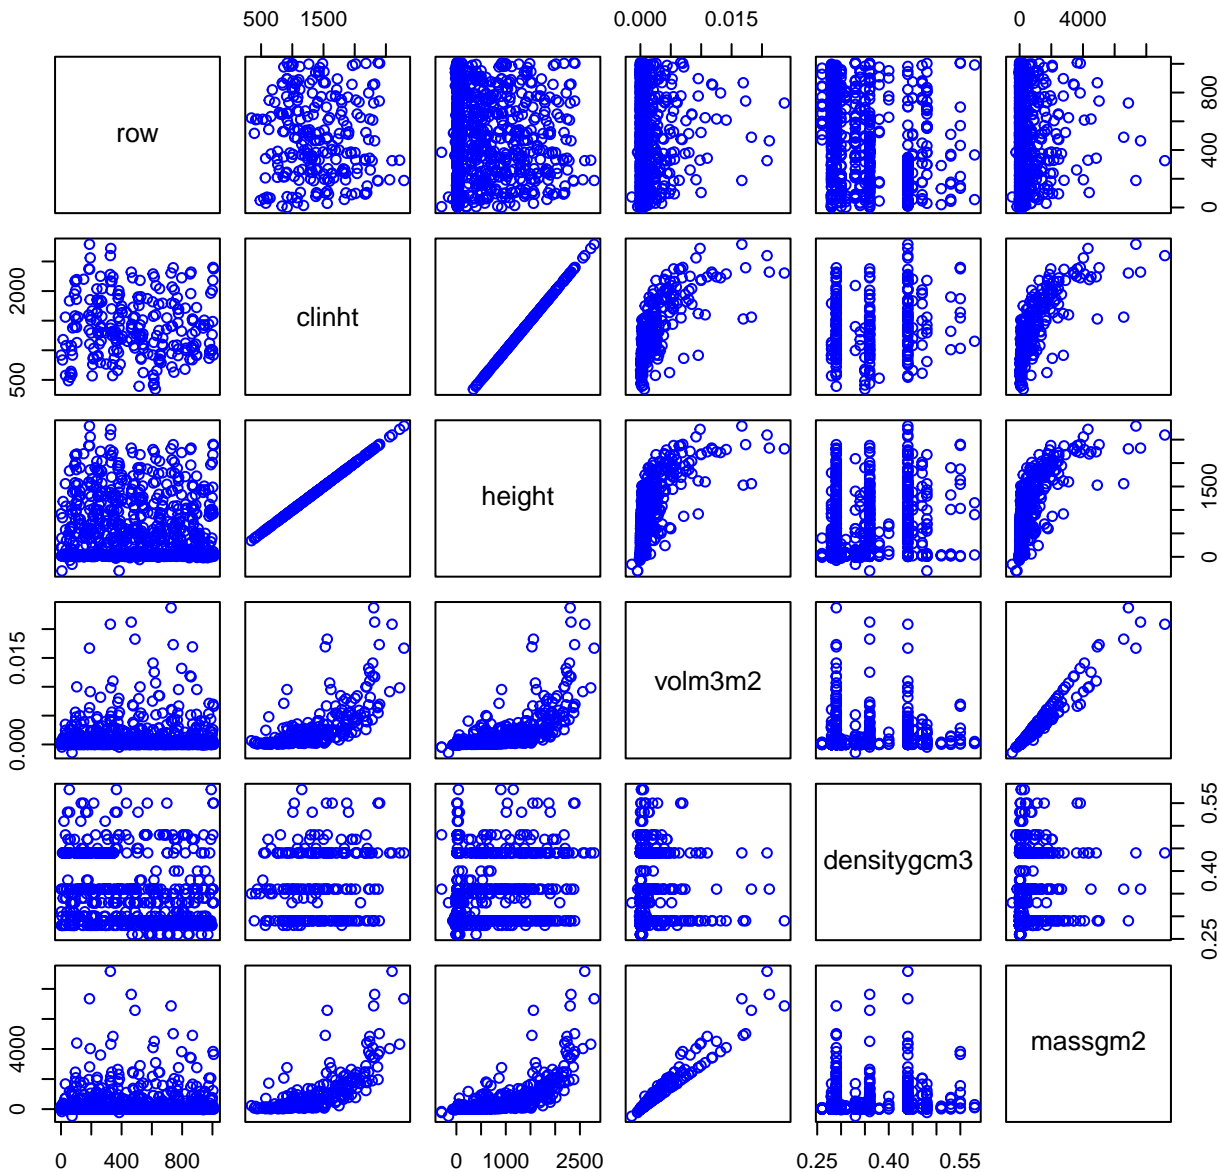 500 1500 0.000 0.015 0 4000
row 0 400 800
500 2000 clinht
height 0 1500
0.000 0.015 volm3m2
densitygcm3 0.25 0.40 0.55
0 4000 massgm2
0 400 800 0 1000 2500 0.25 0.40 0.55